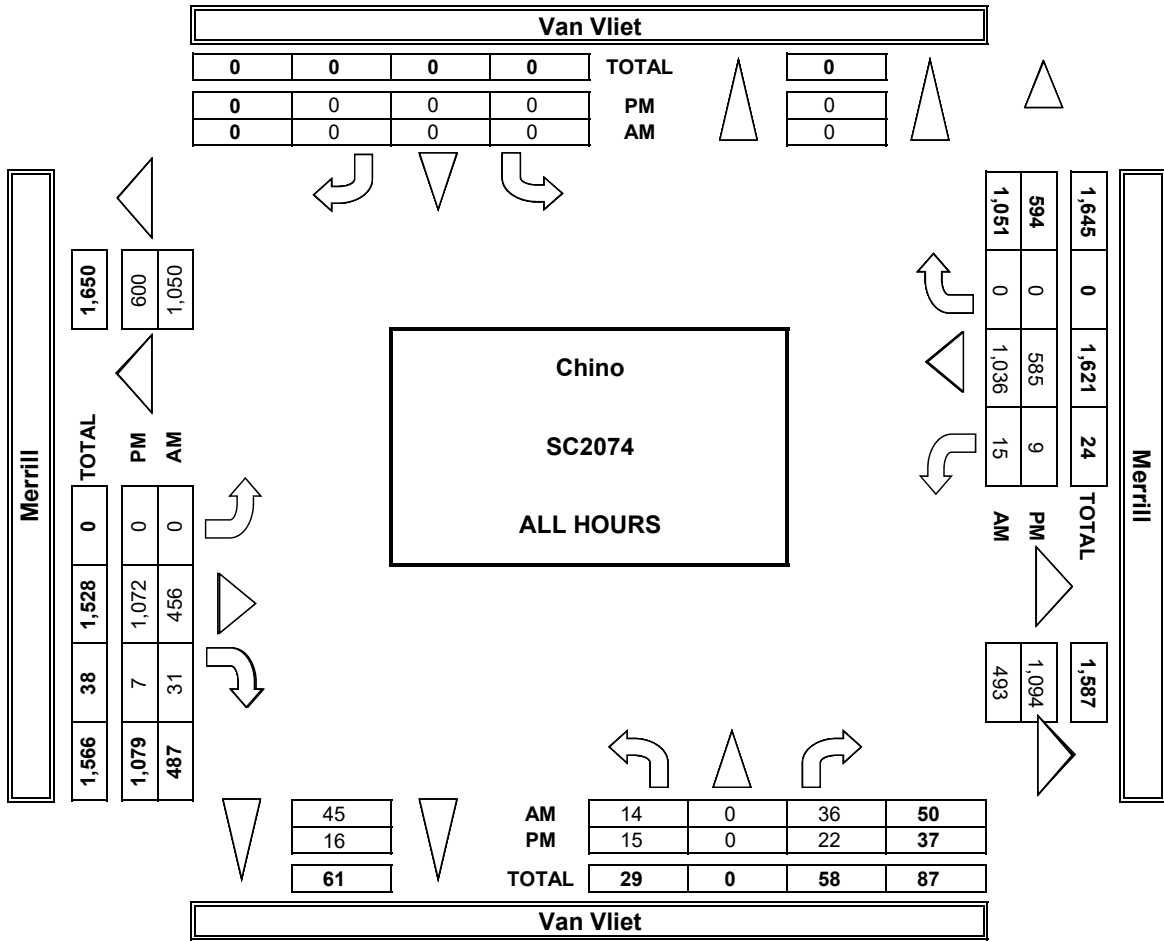 Van Vliet
0 0 0 0 TOTAL 0
0 0 0 0 PM 0
0 0 0 0 AM 0
Merrill
1,650
600
1,050
TOTAL 0 1,528 38 1,566
PM 0 1,072 7 1,079
AM 0 456 31 487
Chino
SC2074
ALL HOURS
1,645 0 1,621 24 TOTAL 1,587
594 0 585 9 PM 1,094
1,051 0 1,036 15 AM 493
Merrill
45 AM 14 0 36 50
16 PM 15 0 22 37
61 TOTAL 29 0 58 87
Van Vliet